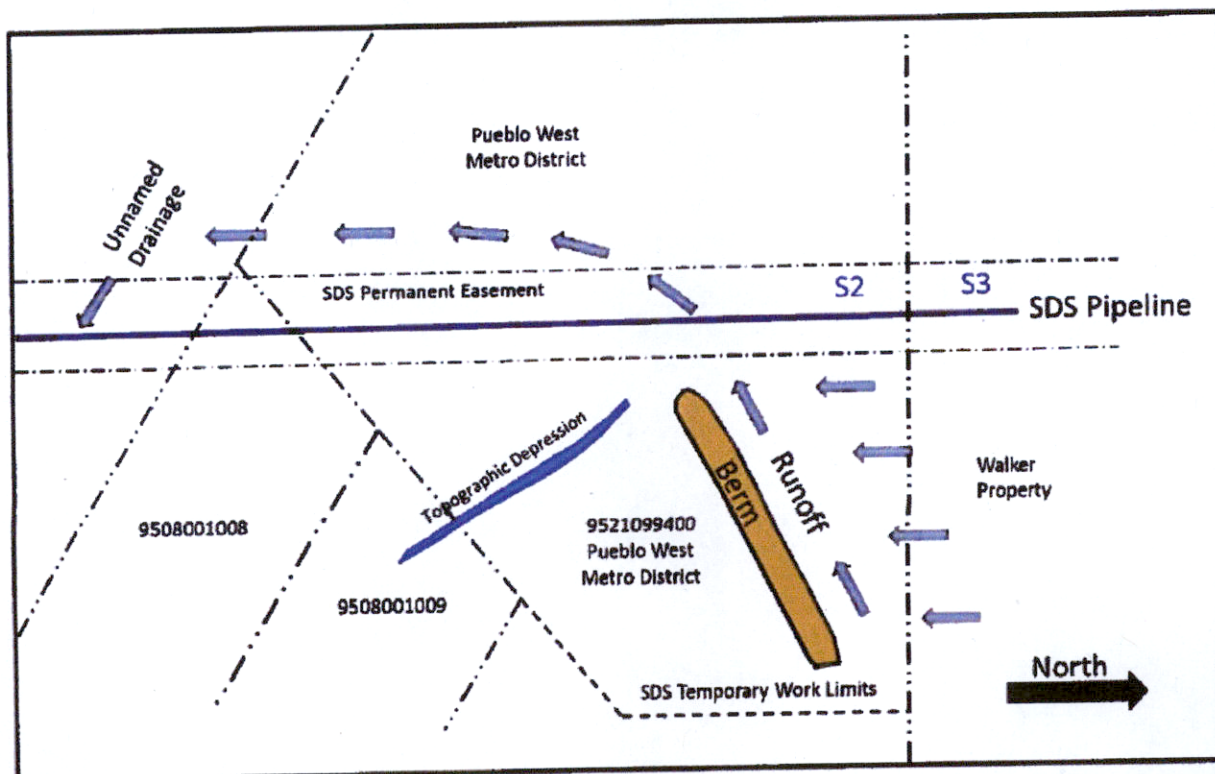 Pueblo West
Metro District
Unnamed
Drainage
SDS Permanent Easement
S2
S3
SDS Pipeline
Topographic Depression
Berm
Runoff
Walker
Property
9508001008
9521099400
Pueblo West
Metro District
9508001009
SDS Temporary Work Limits
North